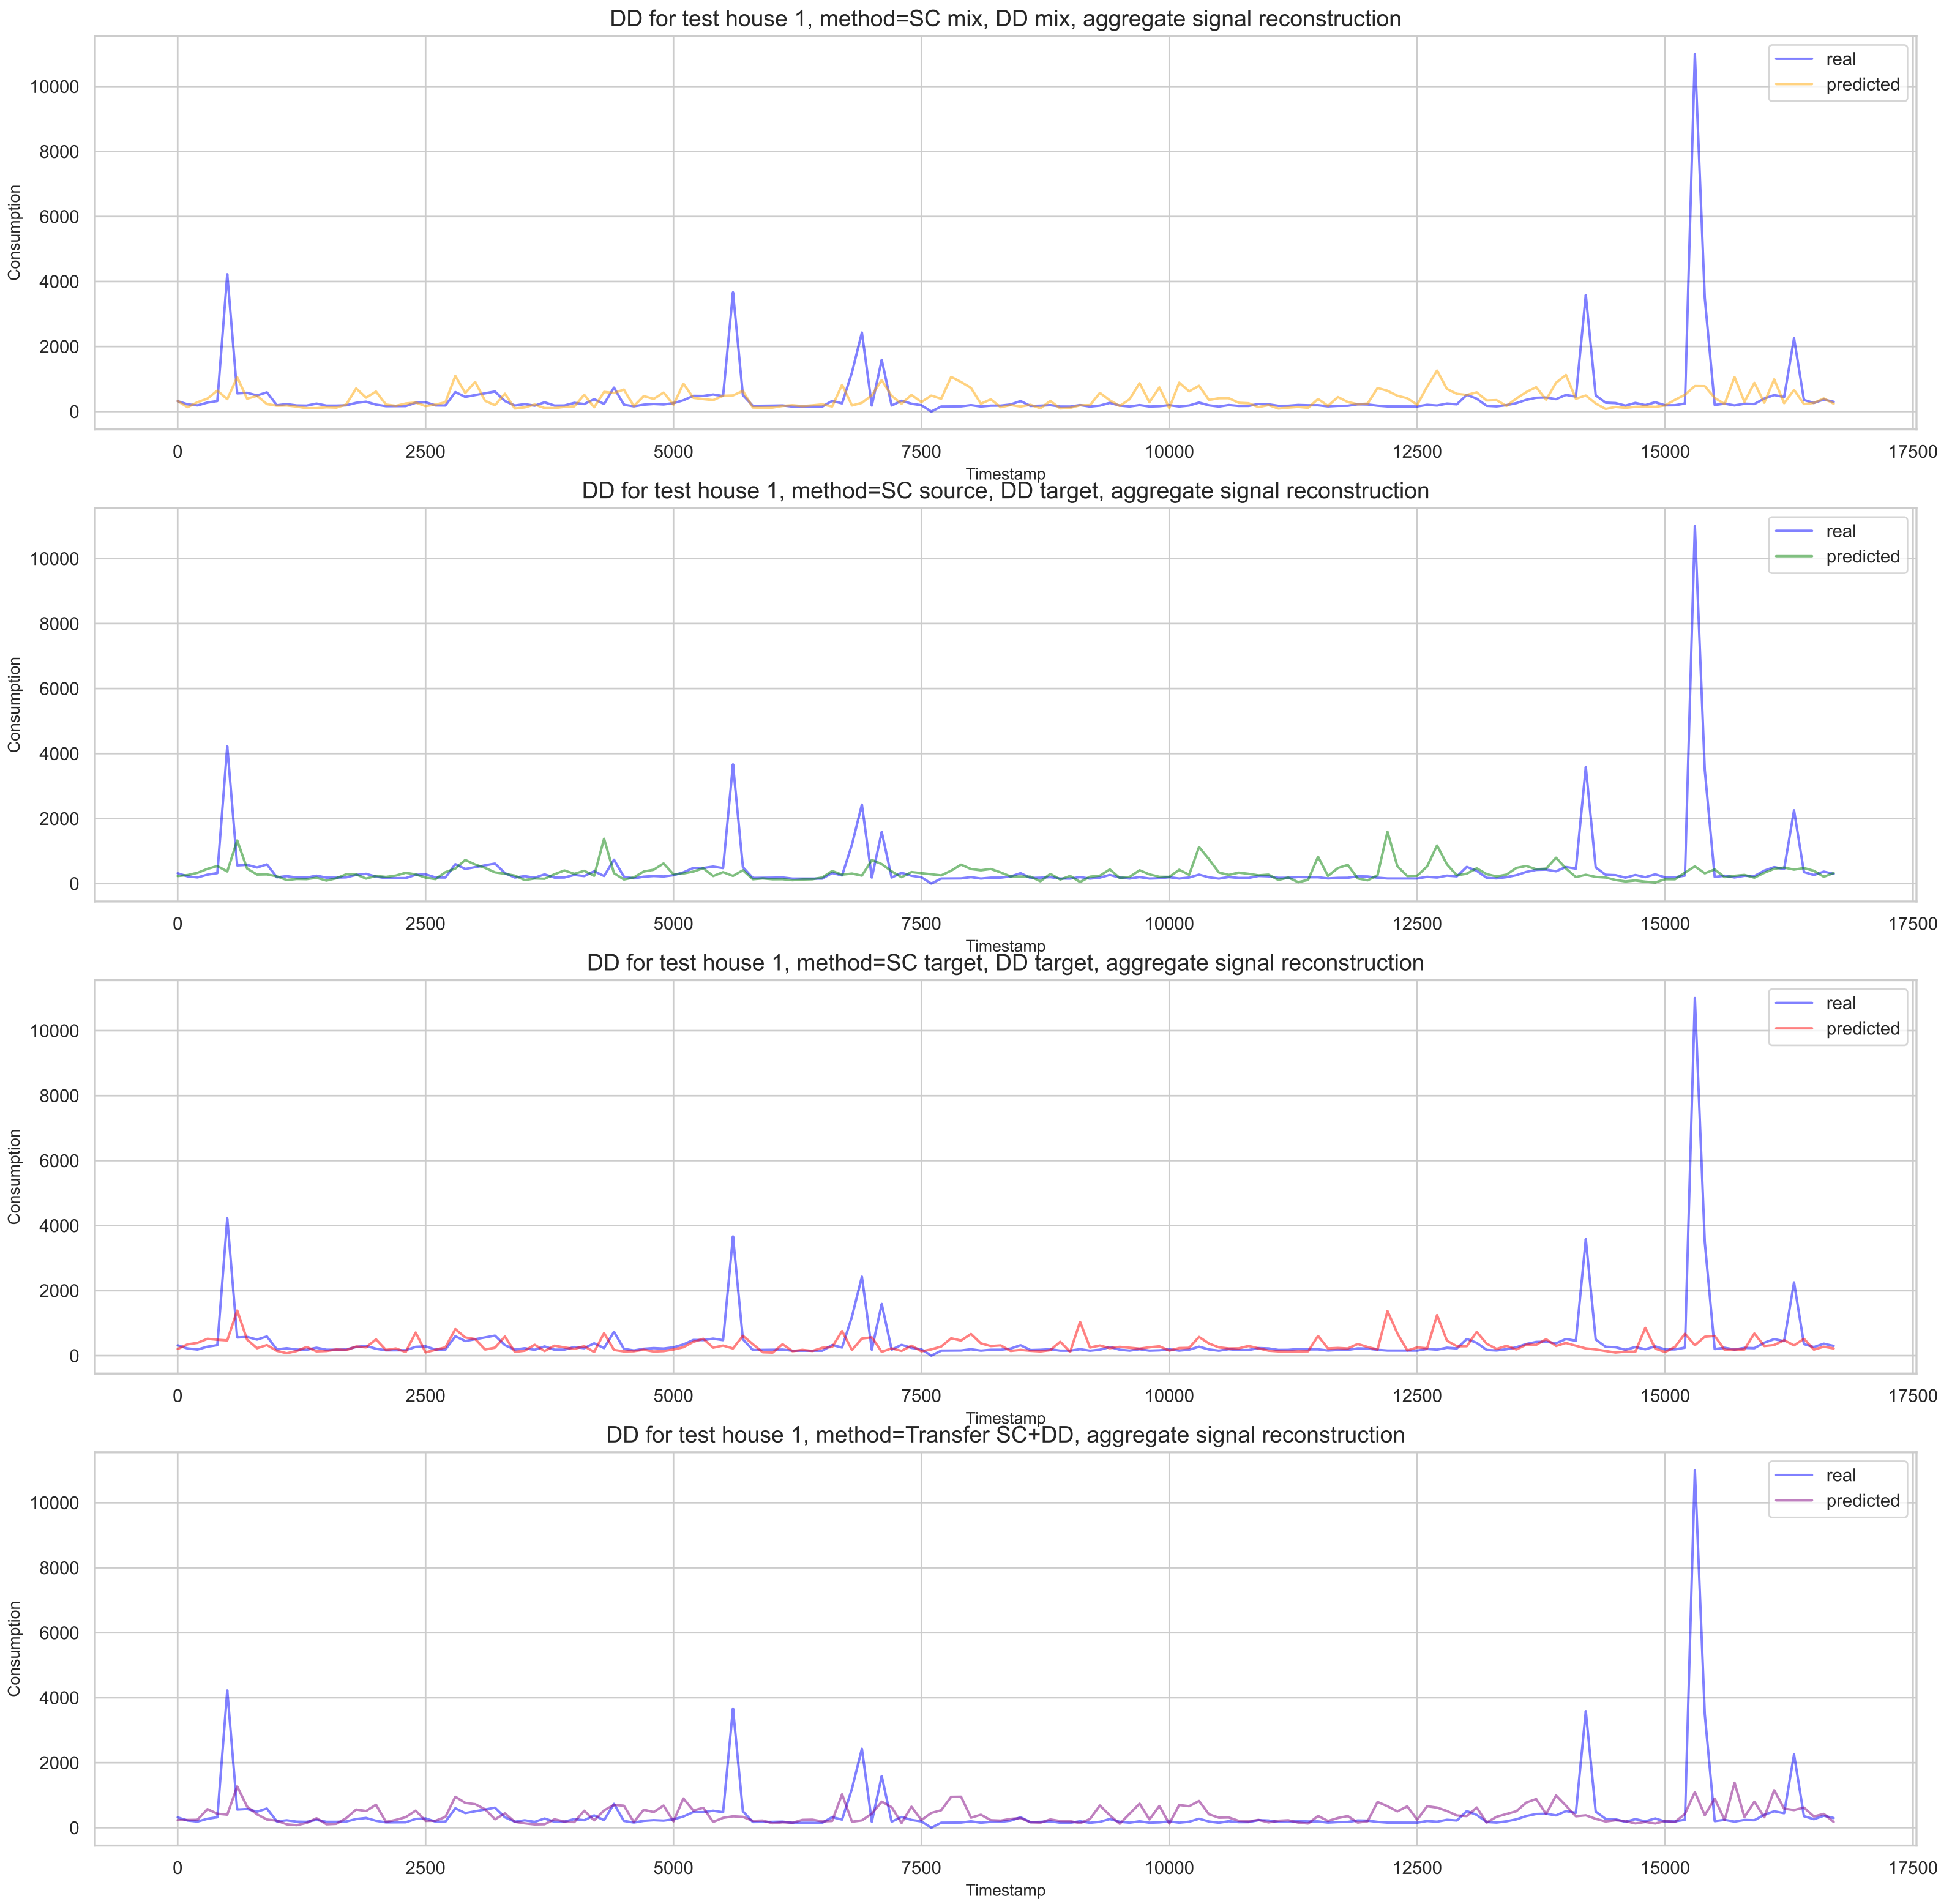 DD for test house 1, method=SC mix, DD mix, aggregate signal reconstruction
real
predicted
10000
8000
6000
4000
2000
0
Consumption
0 2500 5000 7500 10000 12500 15000 17500
Timestamp
DD for test house 1, method=SC source, DD target, aggregate signal reconstruction
real
predicted
10000
8000
6000
4000
2000
0
Consumption
0 2500 5000 7500 10000 12500 15000 17500
Timestamp
DD for test house 1, method=SC target, DD target, aggregate signal reconstruction
real
predicted
10000
8000
6000
4000
2000
0
Consumption
0 2500 5000 7500 10000 12500 15000 17500
Timestamp
DD for test house 1, method=Transfer SC+DD, aggregate signal reconstruction
real
predicted
10000
8000
6000
4000
2000
0
Consumption
0 2500 5000 7500 10000 12500 15000 17500
Timestamp